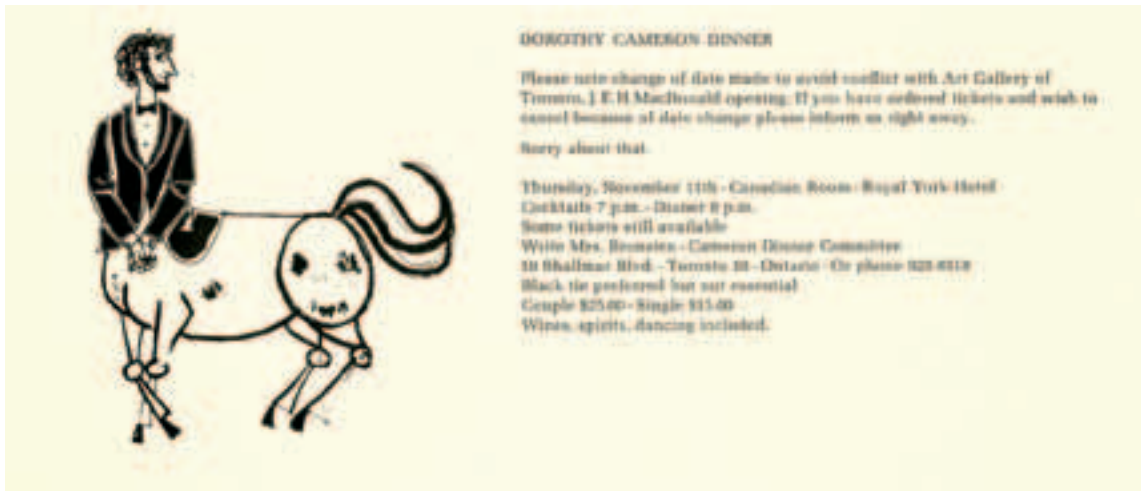 DOROTHY CAMERON DINNER
Please note change of date made to avoid conflict with Art Gallery of
Toronto, J.E.H.MacDonald opening. If you have ordered tickets and wish to
cancel because of date change please inform us right away.
Sorry about that.
Thursday, November 11th - Canadian Room - Royal York Hotel
Cocktails 7 p.m. - Dinner 8 p.m.
Some tickets still available
Write Mrs. - Cameron Dinner Committee
Shallmar Blvd. - Toronto - Ontario - Or phone
Black tie preferred but not essential
Couple $25.00 - Single $15.00
Wines, spirits, dancing included.